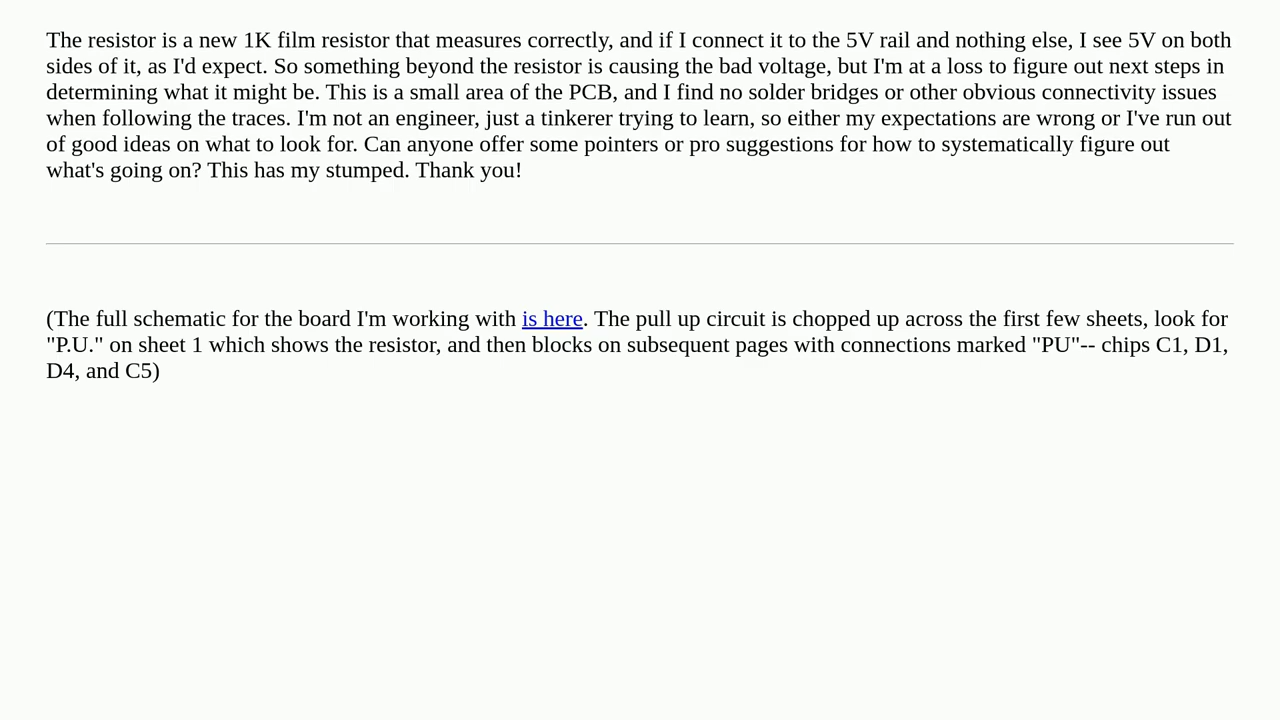 The resistor is a new 1K film resistor that measures correctly, and if I connect it to the 5V rail and nothing else, I see 5V on both
sides of it, as I'd expect. So something beyond the resistor is causing the bad voltage, but I'm at a loss to figure out next steps in
determining what it might be. This is a small area of the PCB, and I find no solder bridges or other obvious connectivity issues
when following the traces. I'm not an engineer, just a tinkerer trying to learn, so either my expectations are wrong or I've run out
of good ideas on what to look for. Can anyone offer some pointers or pro suggestions for how to systematically figure out
what's going on? This has my stumped. Thank you!
(The full schematic for the board I'm working with is here. The pull up circuit is chopped up across the first few sheets, look for
"P.U." on sheet 1 which shows the resistor, and then blocks on subsequent pages with connections marked "PU"-- chips C1, D1,
D4, and C5)